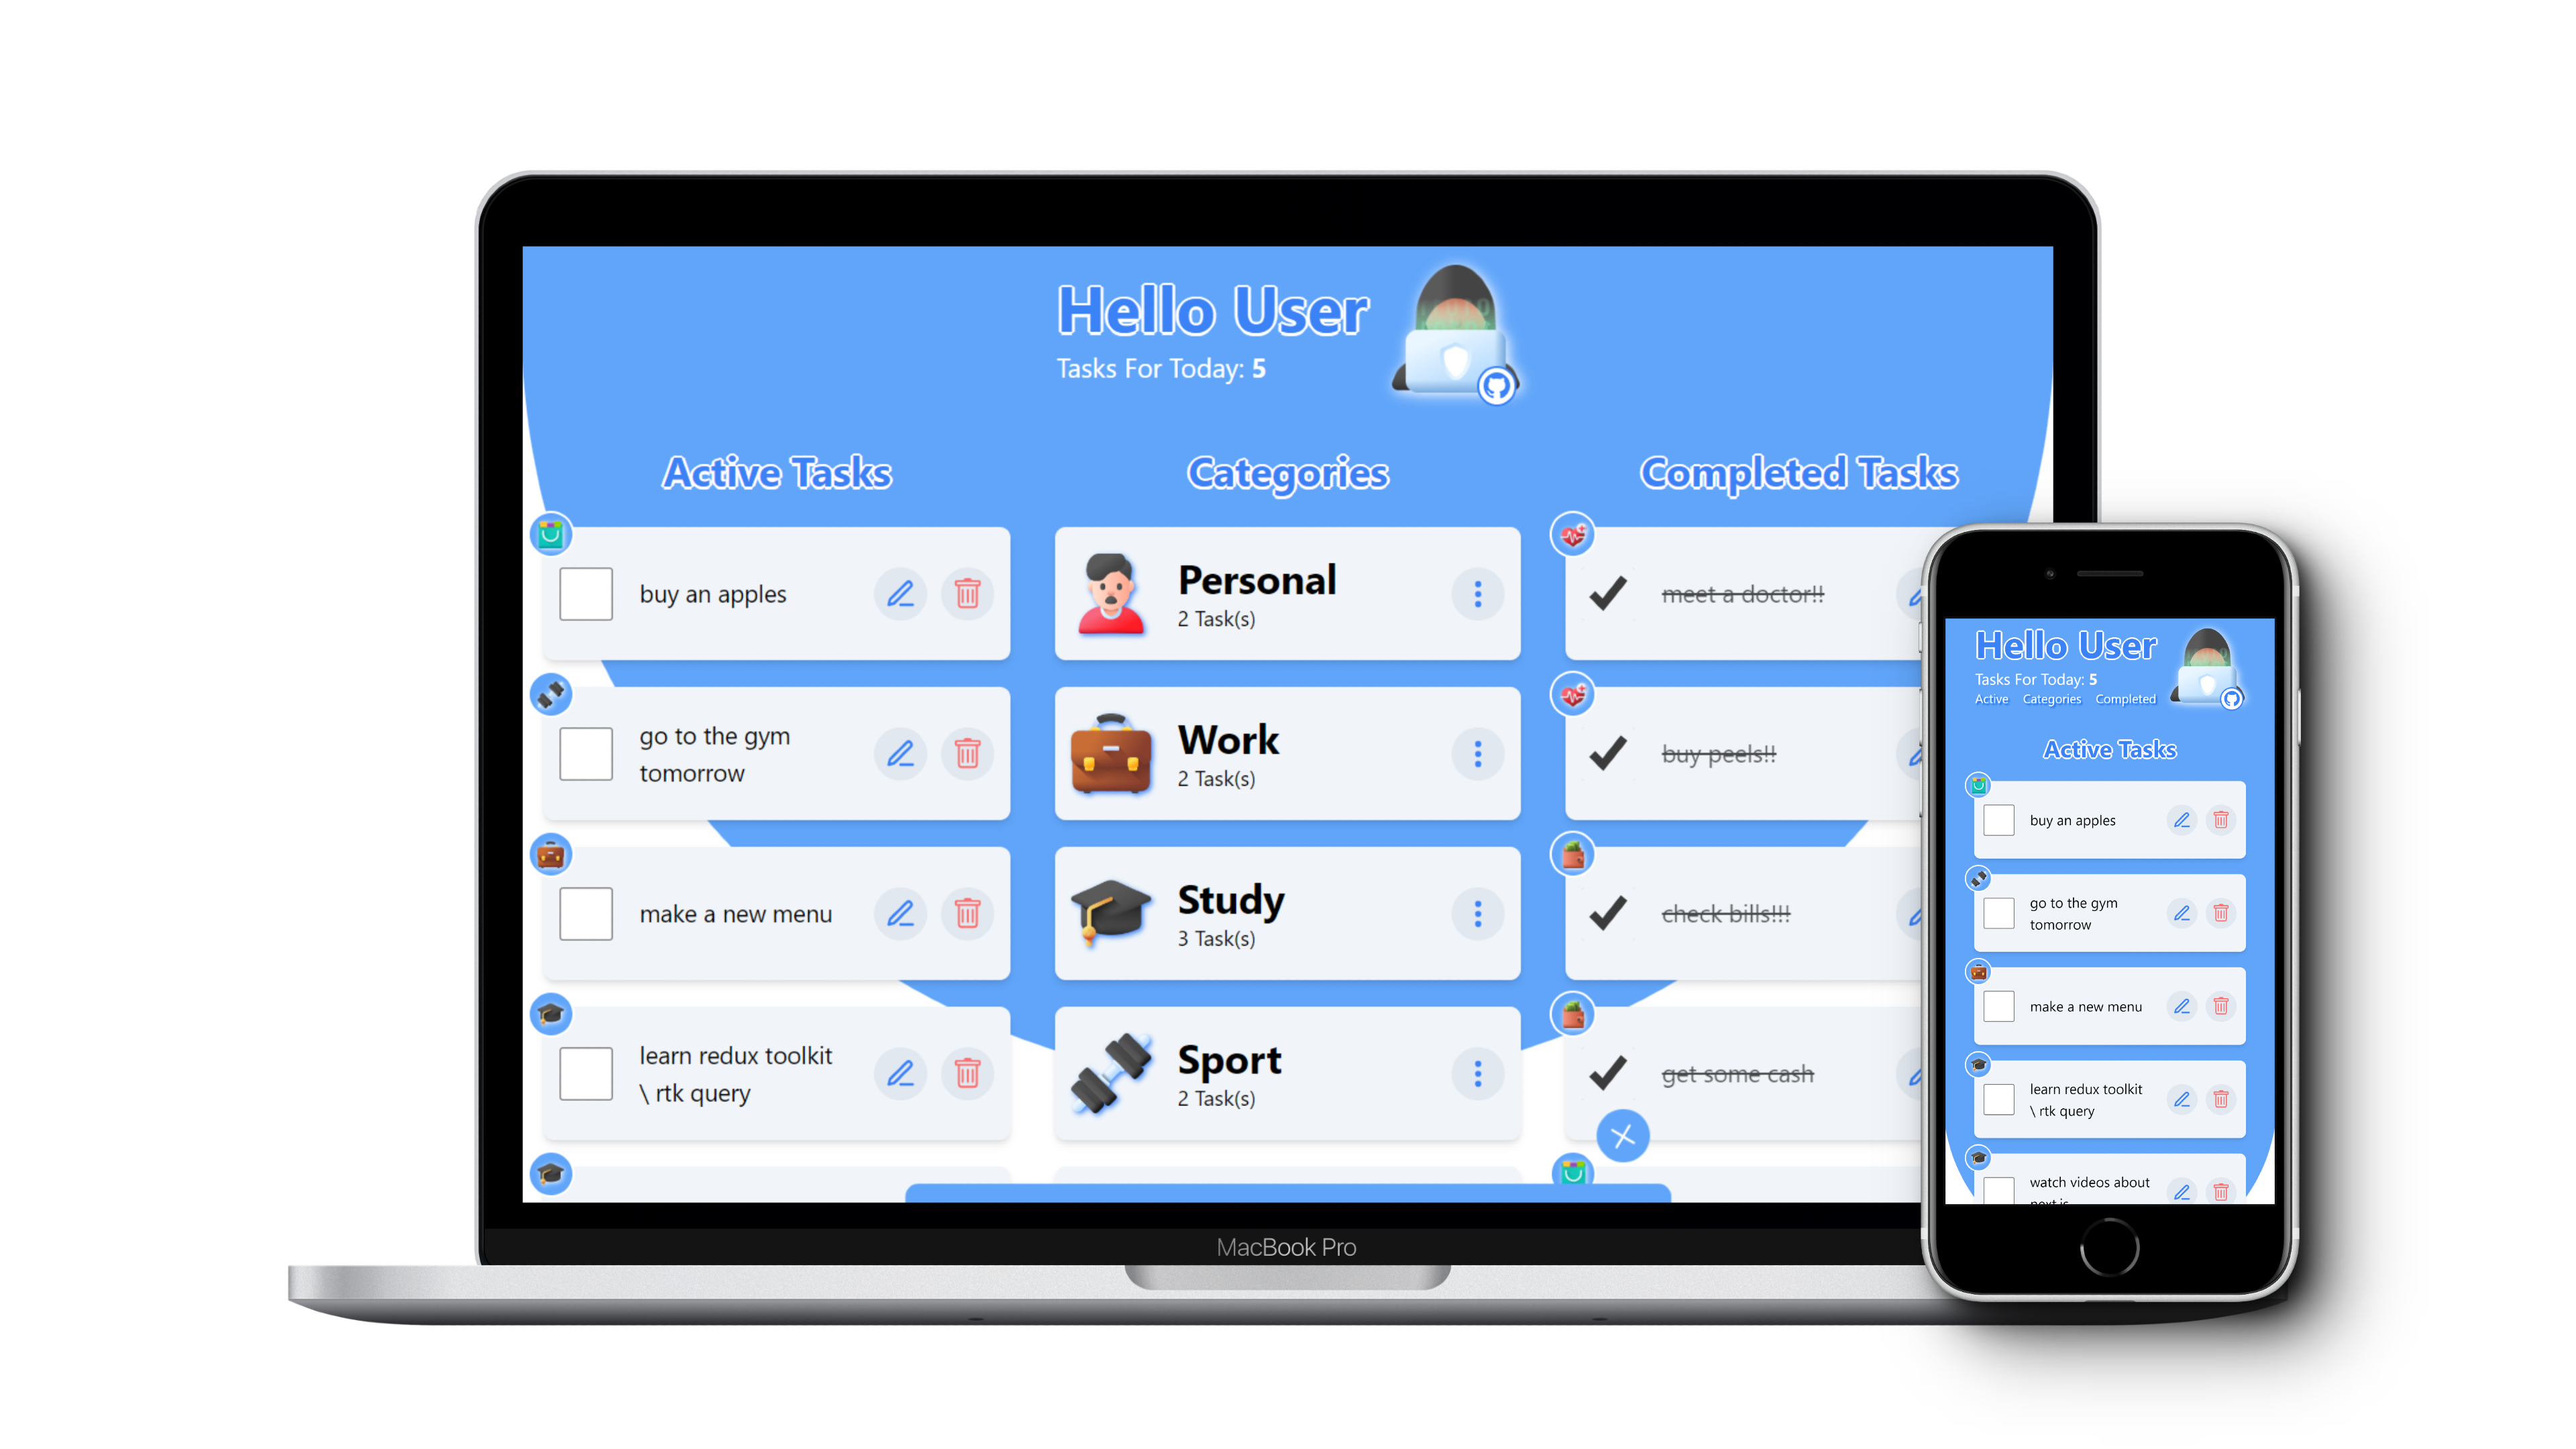 Hello User
Tasks For Today: 5
Active Tasks
buy an apples
go to the gym
tomorrow
make a new menu
learn redux toolkit
\ rtk query
Categories
Personal
2 Task(s)
Work
2 Task(s)
Study
3 Task(s)
Sport
2 Task(s)
Completed Tasks
meet a doctor!!
buy peels!!
check bills!!!
get some cash
MacBook Pro
Hello User
Tasks For Today: 5
Active Categories Completed
Active Tasks
buy an apples
go to the gym
tomorrow
make a new menu
learn redux toolkit
\ rtk query
watch videos about